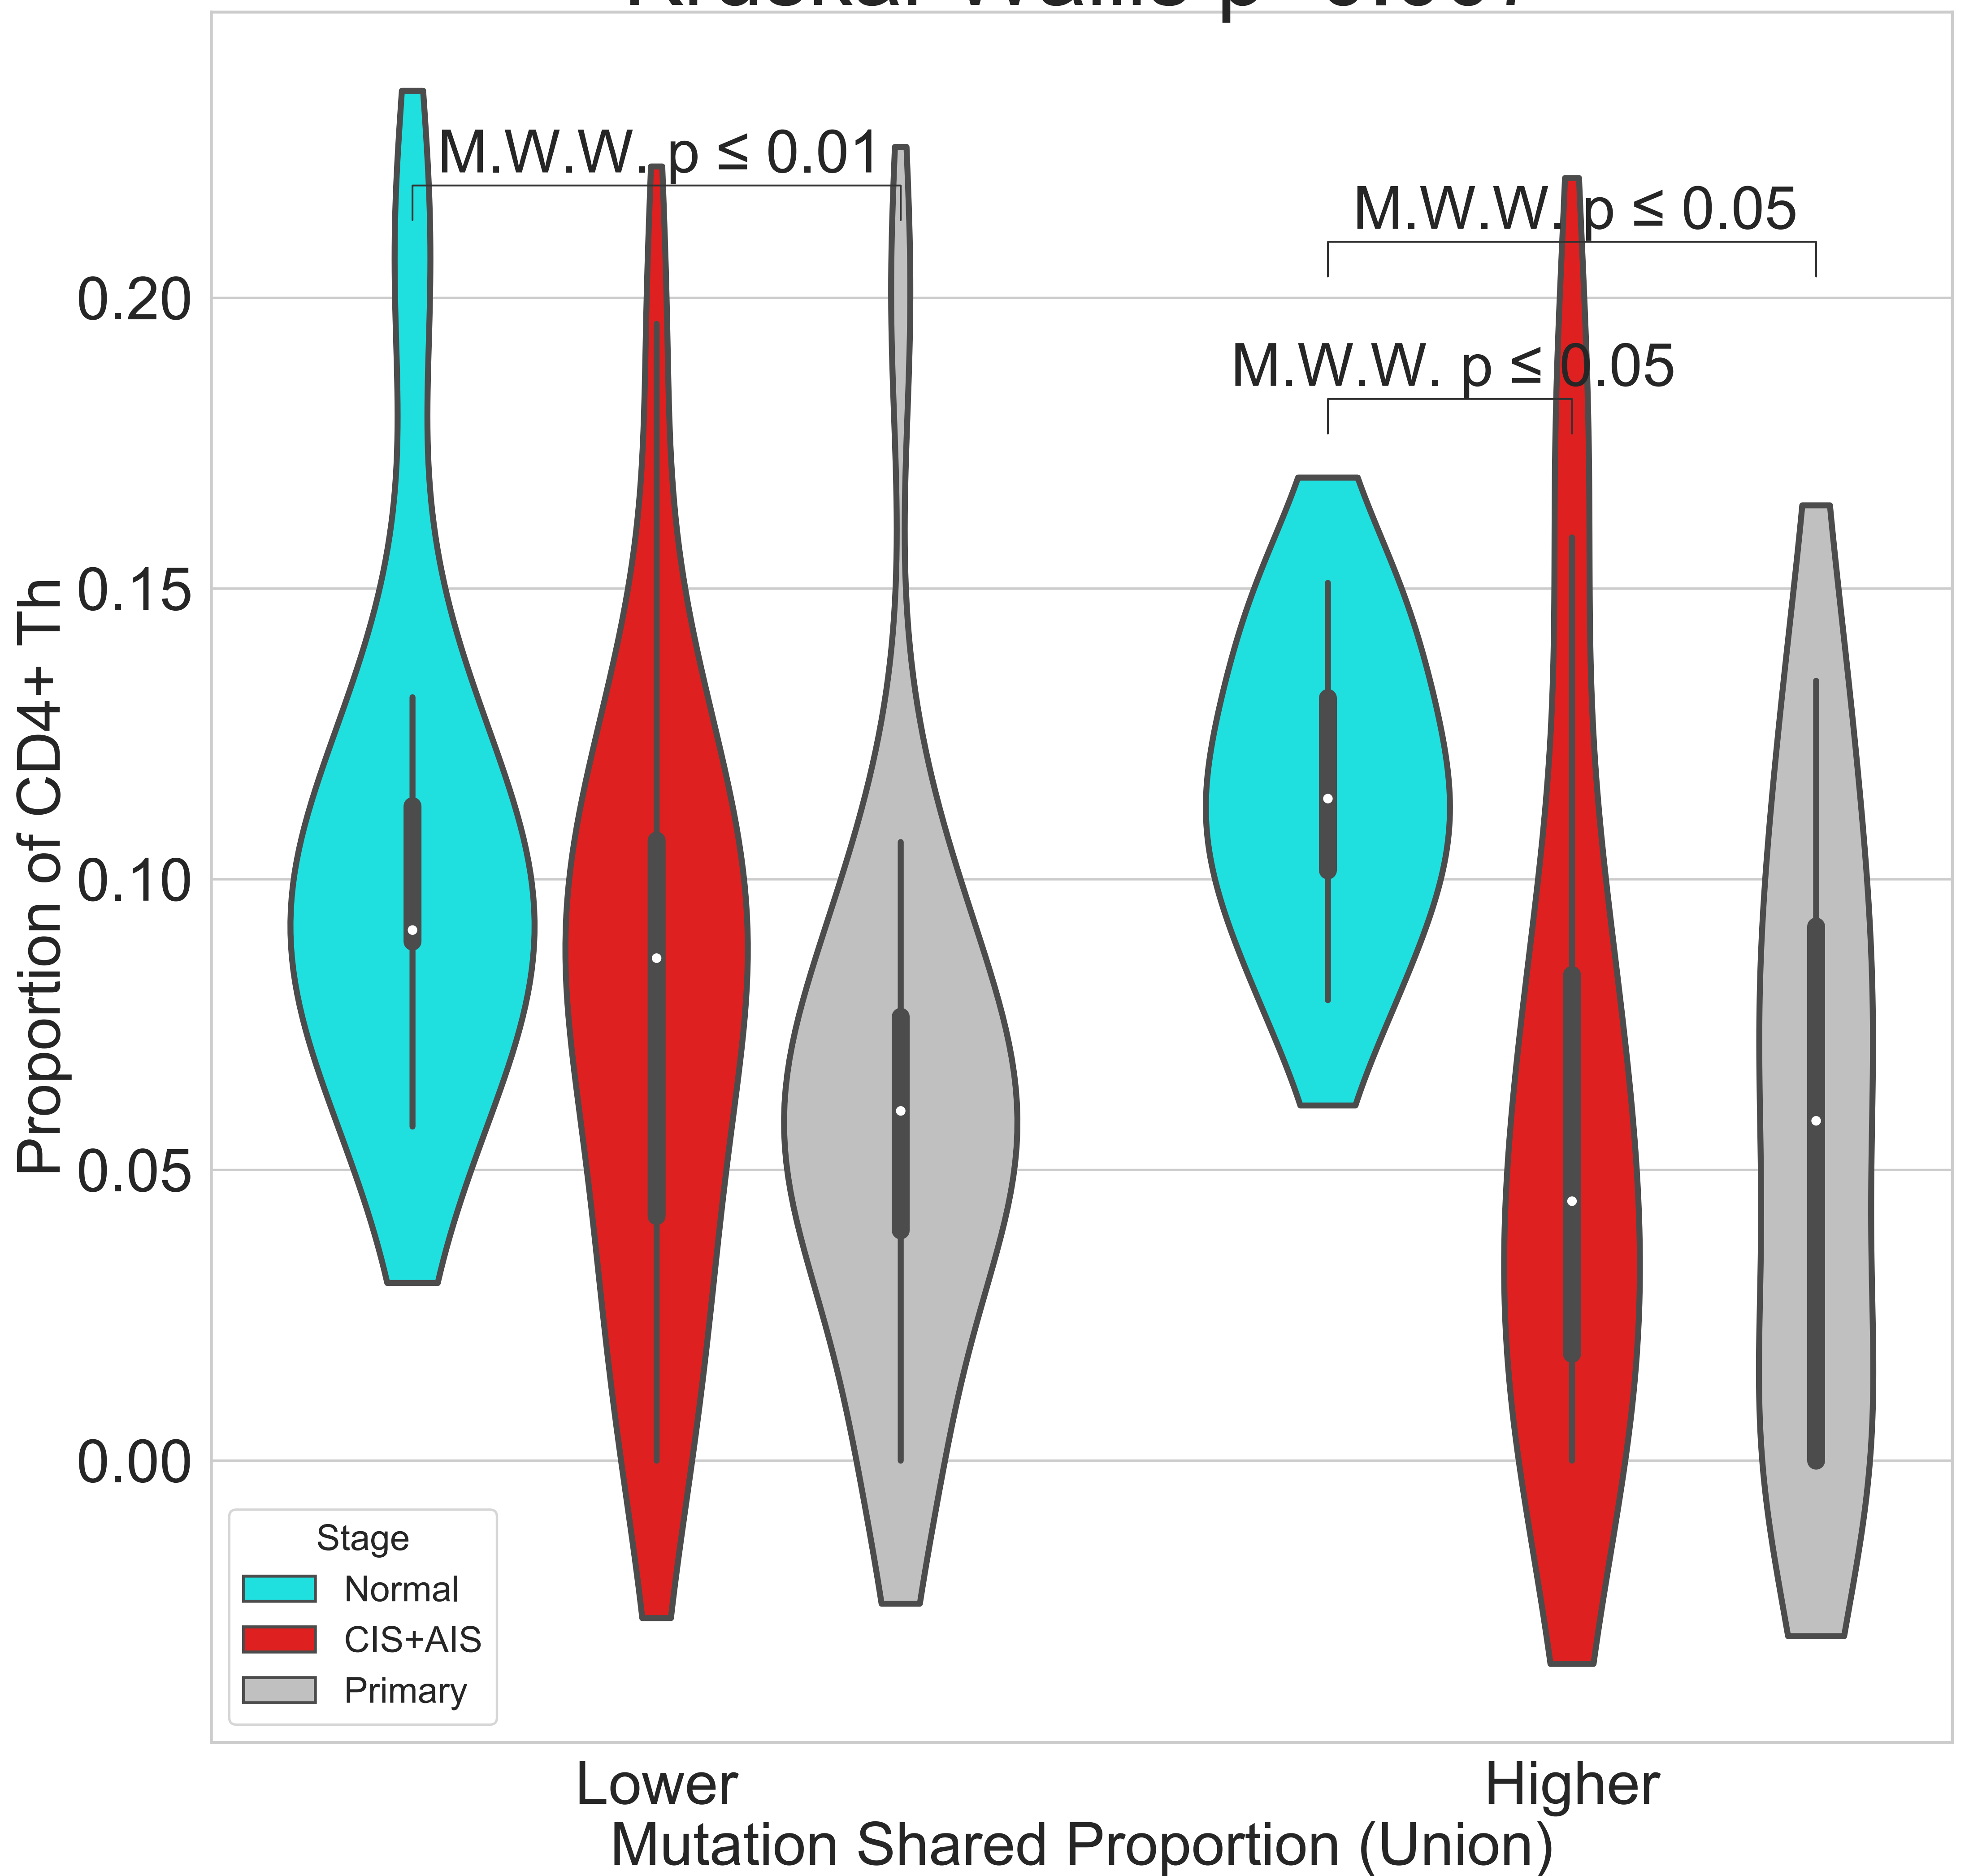 M.W.W. p ≤ 0.01
M.W.W. p ≤ 0.05
M.W.W. p ≤ 0.05
0.20
0.15
0.10
0.05
0.00
Proportion of CD4+ Th
Stage
Normal
CIS+AIS
Primary
Lower
Higher
Mutation Shared Proportion (Union)